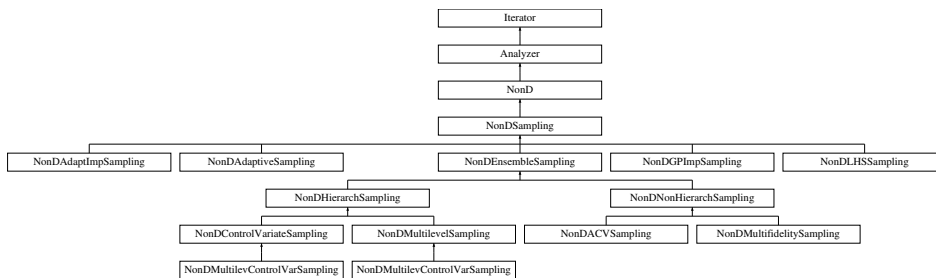 Iterator
Analyzer
NonD
NonDSampling
NonDAdaptImpSampling NonDAdaptiveSampling NonDEnsembleSampling NonDGPImpSampling NonDLHSSampling
NonDHierarchSampling NonDNonHierarchSampling
NonDControlVariateSampling NonDMultilevelSampling NonDACVSampling NonDMultifidelitySampling
NonDMultilevControlVarSampling NonDMultilevControlVarSampling